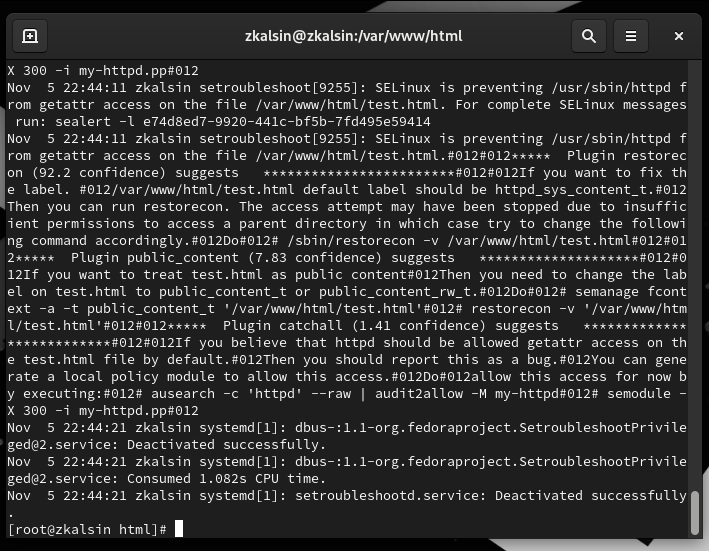 zkalsin@zkalsin:/var/www/html
X 300 -i my-httpd.pp#012
Nov  5 22:44:11 zkalsin setroubleshoot[9255]: SELinux is preventing /usr/sbin/httpd f
rom getattr access on the file /var/www/html/test.html. For complete SELinux messages
 run: sealert -l e74d8ed7-9920-441c-bf5b-7fd495e59414
Nov  5 22:44:11 zkalsin setroubleshoot[9255]: SELinux is preventing /usr/sbin/httpd f
rom getattr access on the file /var/www/html/test.html.#012#012*****  Plugin restorec
on (92.2 confidence) suggests   ************************#012#012If you want to fix th
e label. #012/var/www/html/test.html default label should be httpd_sys_content_t.#012
Then you can run restorecon. The access attempt may have been stopped due to insuffic
ient permissions to access a parent directory in which case try to change the followi
ng command accordingly.#012Do#012# /sbin/restorecon -v /var/www/html/test.html#012#01
2*****  Plugin public_content (7.83 confidence) suggests   ********************#012#0
12If you want to treat test.html as public content#012Then you need to change the lab
el on test.html to public_content_t or public_content_rw_t.#012Do#012# semanage fcont
ext -a -t public_content_t '/var/www/html/test.html'#012# restorecon -v '/var/www/htm
l/test.html'#012#012*****  Plugin catchall (1.41 confidence) suggests   *************
*************#012#012If you believe that httpd should be allowed getattr access on th
e test.html file by default.#012Then you should report this as a bug.#012You can gene
rate a local policy module to allow this access.#012Do#012allow this access for now b
y executing:#012# ausearch -c 'httpd' --raw | audit2allow -M my-httpd#012# semodule -
X 300 -i my-httpd.pp#012
Nov  5 22:44:21 zkalsin systemd[1]: dbus-:1.1-org.fedoraproject.SetroubleshootPrivile
ged@2.service: Deactivated successfully.
Nov  5 22:44:21 zkalsin systemd[1]: dbus-:1.1-org.fedoraproject.SetroubleshootPrivile
ged@2.service: Consumed 1.082s CPU time.
Nov  5 22:44:21 zkalsin systemd[1]: setroubleshootd.service: Deactivated successfully
.
[root@zkalsin html]#